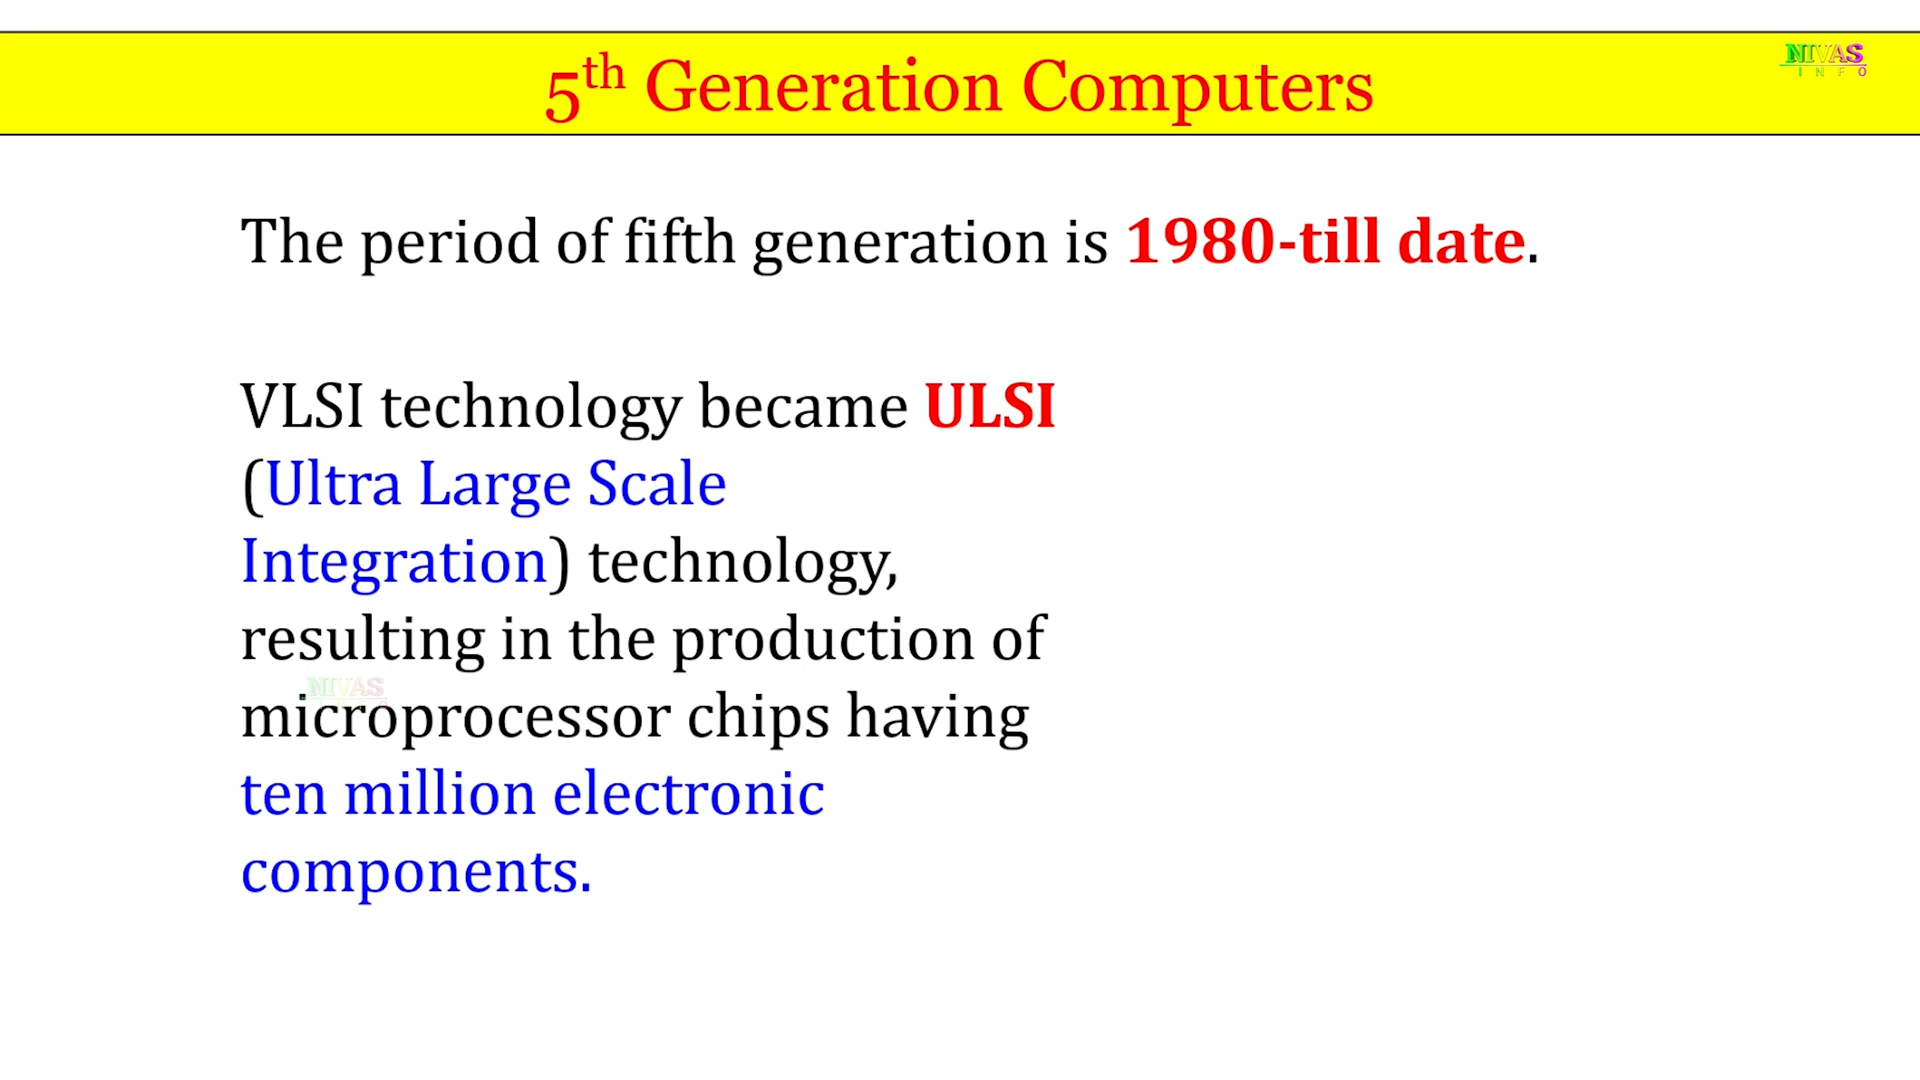 5th Generation Computers
NIVAS
INFO
The period of fifth generation is 1980-till date.
VLSI technology became ULSI
(Ultra Large Scale
Integration) technology,
resulting in the production of
NIVAS
microprocessor chips having
ten million electronic
components.